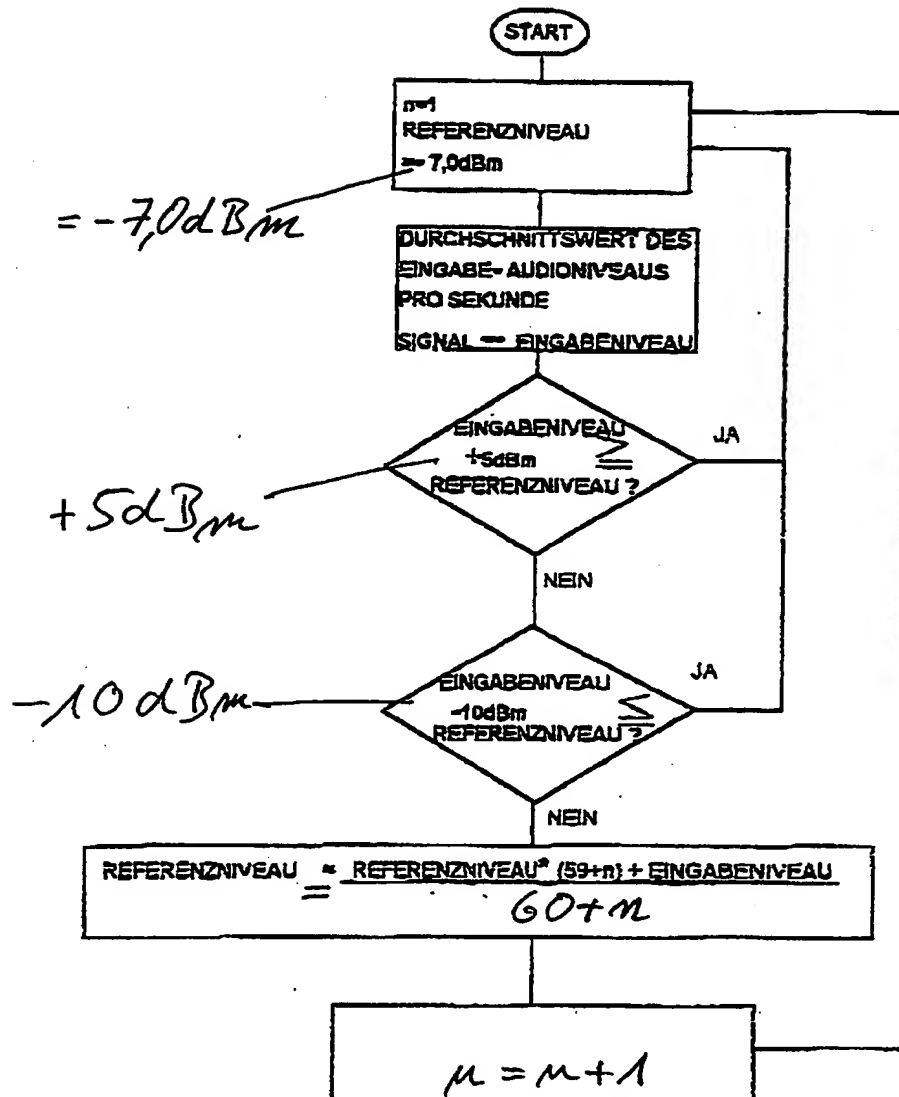 START
n=1
REFERENZNIVEAU
=-7,0dBm
= -7,0dBm
DURCHSCHNITTSWERT DES
EINGABE-AUDIONIVEAUS
PRO SEKUNDE
SIGNAL = EINGABENIVEAU
EINGABENIVEAU
+5dBm ≧
REFERENZNIVEAU ?
JA
+5dBm
NEIN
EINGABENIVEAU
-10dBm ≦
REFERENZNIVEAU ?
JA
-10dBm
NEIN
REFERENZNIVEAU = REFERENZNIVEAU* (59+n) + EINGABENIVEAU
60+n
n = n+1